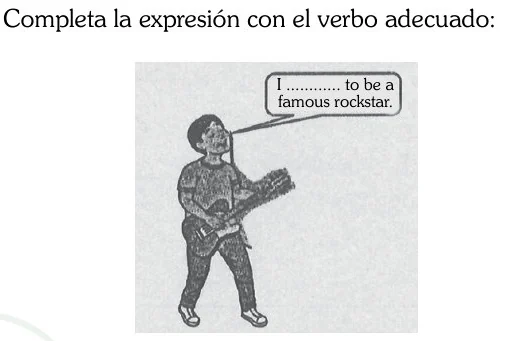 Completa la expresión con el verbo adecuado:
I ............ to be a
famous rockstar.